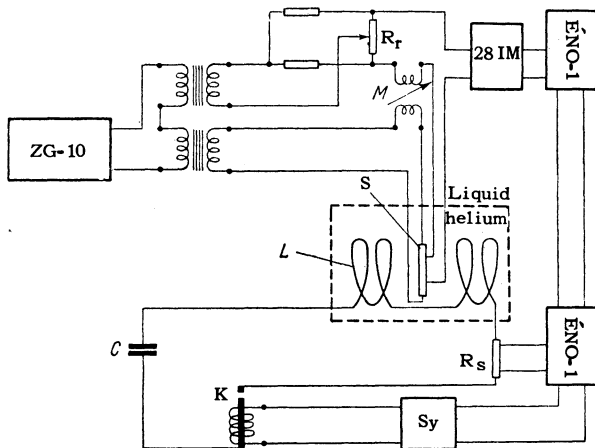 R_r
28 IM
ÉNO-1
M
ZG-10
S
Liquid
helium
L
C
R_s
ÉNO-1
K
Sy